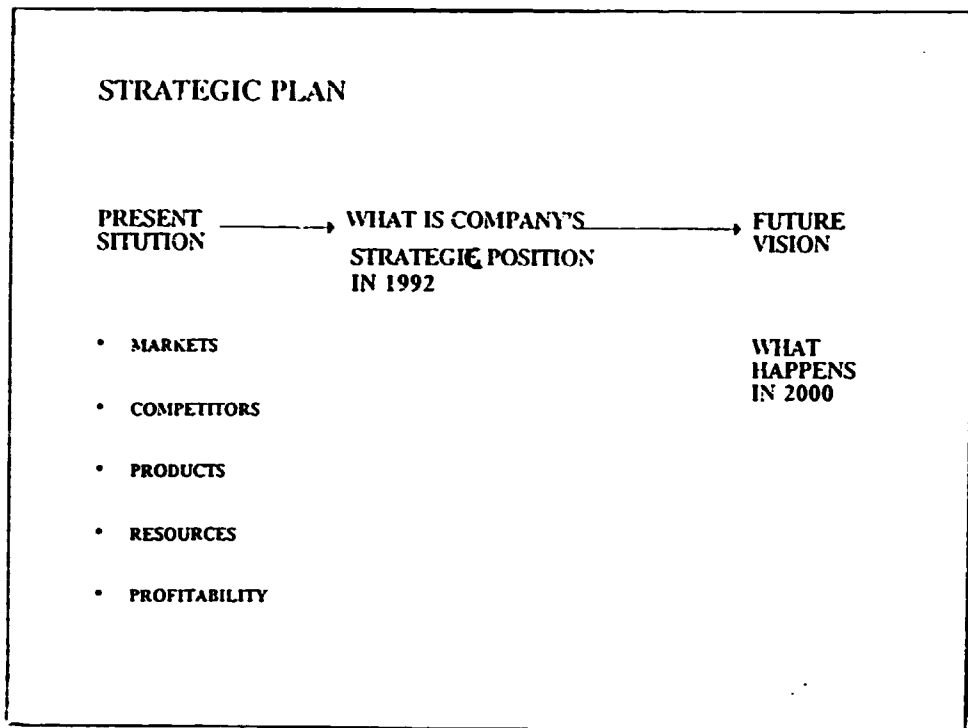 STRATEGIC PLAN
PRESENT
SITUTION
WHAT IS COMPANY'S
STRATEGIC POSITION
IN 1992
FUTURE
VISION
• MARKETS
• COMPETITORS
• PRODUCTS
• RESOURCES
• PROFITABILITY
WHAT
HAPPENS
IN 2000